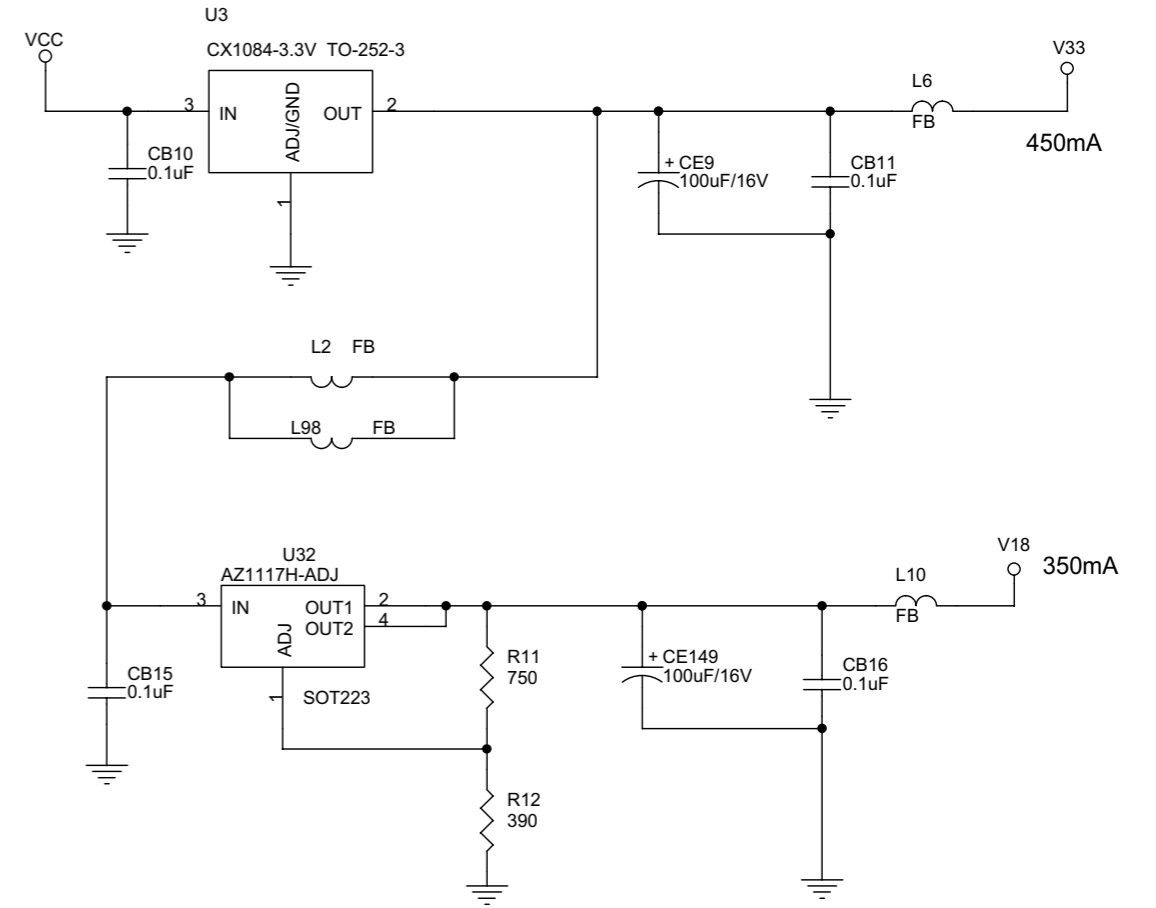 U3
VCC
CX1084-3.3V TO-252-3
V33
L6
3
IN
ADJ/GND
OUT
2
FB
450mA
CB10
0.1uF
+ CE9
100uF/16V
CB11
0.1uF
1
L2 FB
L98 FB
U32
AZ1117H-ADJ
V18
350mA
L10
3
IN
ADJ
OUT1
2
OUT2
4
FB
R11
750
+ CE149
100uF/16V
CB16
0.1uF
CB15
0.1uF
1
SOT223
R12
390